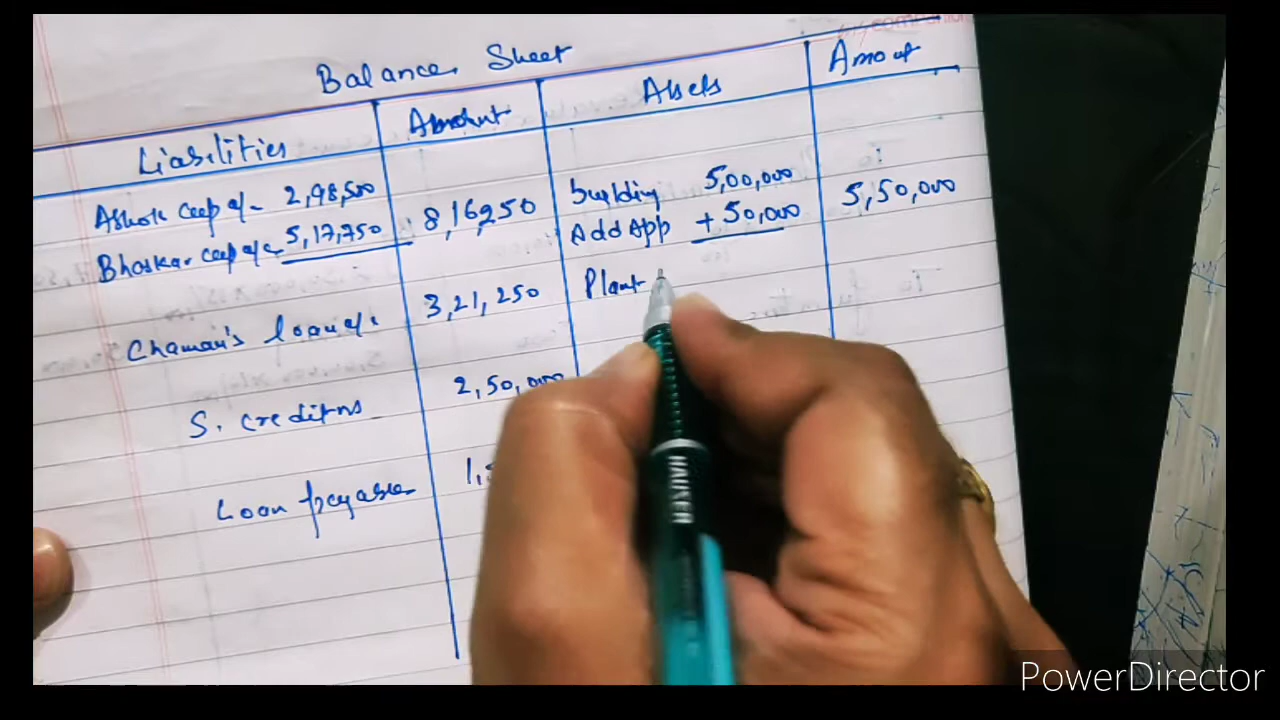 Balance Sheet
Liabilities Amount Assets Amout
Ashok Cap a/c 2,98,500
Bhaskar cap a/c 5,17,750 8,16,250
building 5,00,000
Add App + 50,000 5,50,000
Chaman's loan a/c 3,21,250
Plant
S. creditors 2,50,000
Loan payable
HAUSER
PowerDirector